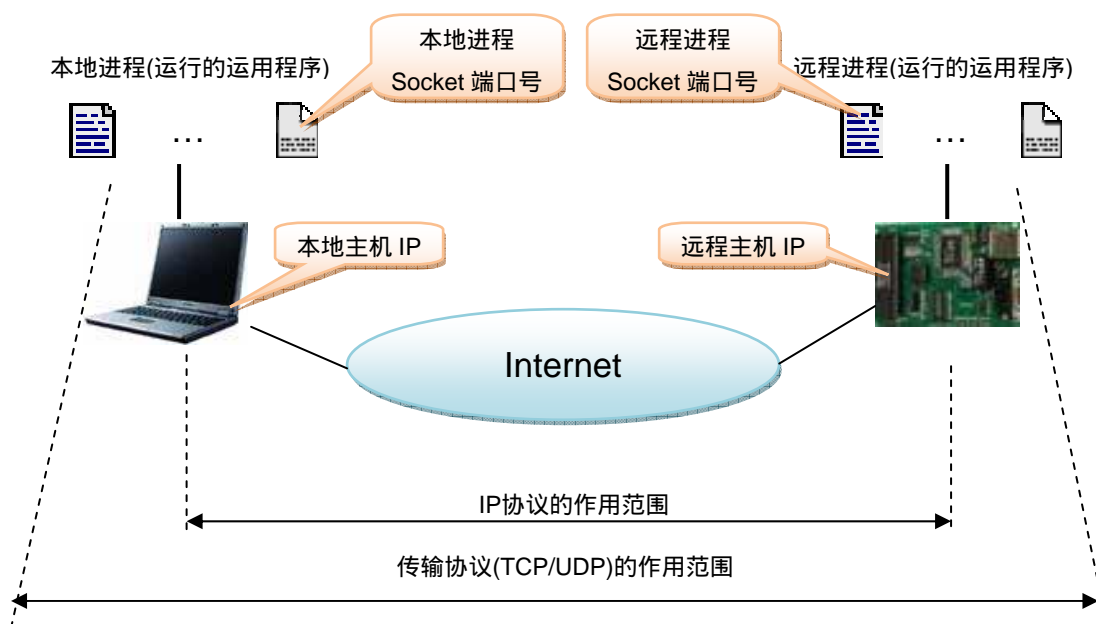 本地进程
Socket 端口号
远程进程
Socket 端口号
本地进程(运行的运用程序)
远程进程(运行的运用程序)
...
...
本地主机 IP
远程主机 IP
Internet
IP协议的作用范围
传输协议(TCP/UDP)的作用范围